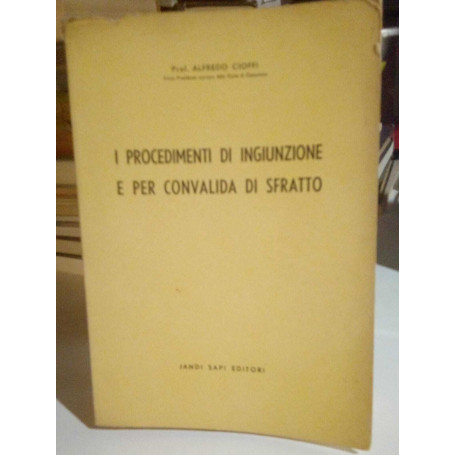 Prof. ALFREDO CIOFFI
I PROCEDIMENTI DI INGIUNZIONE
E PER CONVALIDA DI SFRATTO
JANDI SAPI EDITORI